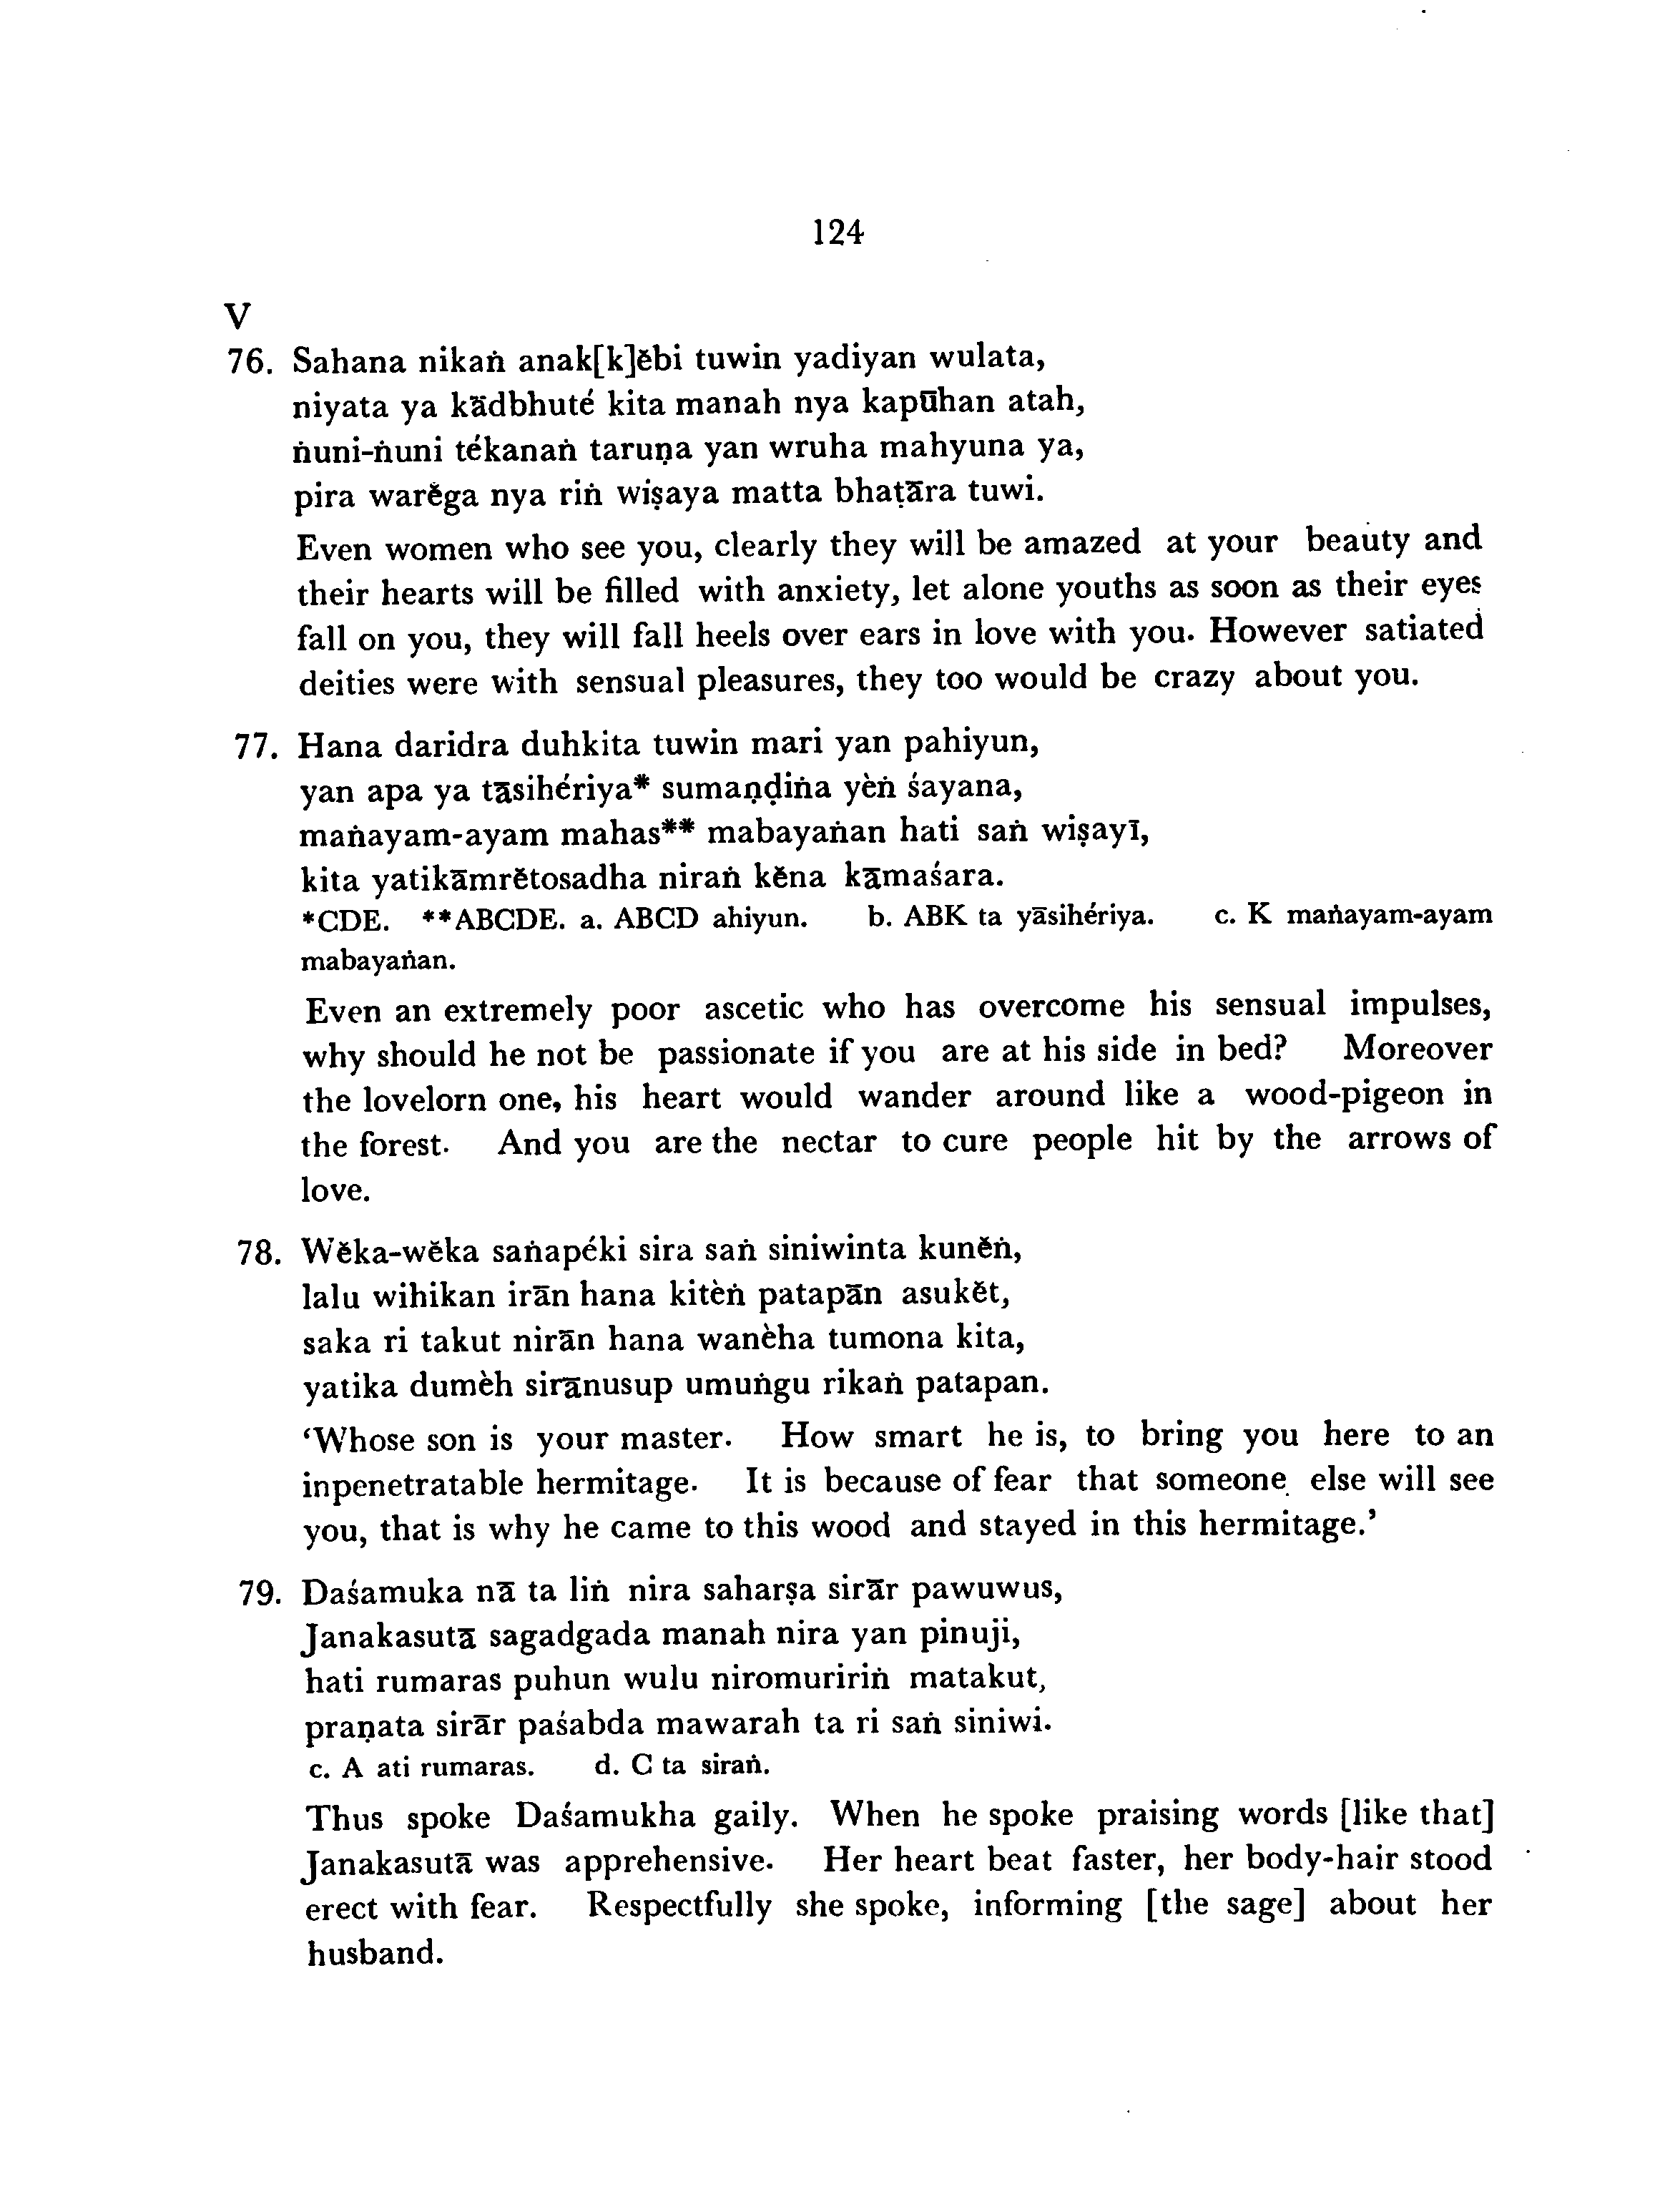 124
V
76. Sahana nikaṅ anak[k]ĕbi tuwin yadiyan wulata,
niyata ya kādbhuté kita manah nya kapūhan atah,
ṅuni-ṅuni tékanaṅ taruṇa yan wruha mahyuna ya,
pira warĕga nya riṅ wiṣaya matta bhaṭāra tuwi.
Even women who see you, clearly they will be amazed at your beauty and
their hearts will be filled with anxiety, let alone youths as soon as their eyes
fall on you, they will fall heels over ears in love with you. However satiated
deities were with sensual pleasures, they too would be crazy about you.
77. Hana daridra duhkita tuwin mari yan pahiyun,
yan apa ya tāsihériya* sumaṇḍiṅa yèṅ śayana,
maṅayam-ayam mahas** mabayaṅan hati saṅ wiṣayī,
kita yatikāmrĕtosadha niraṅ kĕna kāmaśara.
*CDE. **ABCDE. a. ABCD ahiyun. b. ABK ta yāsihériya. c. K maṅayam-ayam
mabayaṅan.
Even an extremely poor ascetic who has overcome his sensual impulses,
why should he not be passionate if you are at his side in bed? Moreover
the lovelorn one, his heart would wander around like a wood-pigeon in
the forest. And you are the nectar to cure people hit by the arrows of
love.
78. Wĕka-wĕka saṅapéki sira saṅ siniwinta kunĕṅ,
lalu wihikan irān hana kitèṅ patapān asukĕt,
saka ri takut nirān hana wanèha tumona kita,
yatika dumèh sirānusup umuṅgu rikaṅ patapan.
‘Whose son is your master. How smart he is, to bring you here to an
inpenetratable hermitage. It is because of fear that someone else will see
you, that is why he came to this wood and stayed in this hermitage.’
79. Daśamuka nā ta liṅ nira saharṣa sirār pawuwus,
Janakasutā sagadgada manah nira yan pinuji,
hati rumaras puhun wulu niromuririṅ matakut,
praṇata sirār paśabda mawarah ta ri saṅ siniwi.
c. A ati rumaras. d. C ta siraṅ.
Thus spoke Daśamukha gaily. When he spoke praising words [like that]
Janakasutā was apprehensive. Her heart beat faster, her body-hair stood
erect with fear. Respectfully she spoke, informing [the sage] about her
husband.